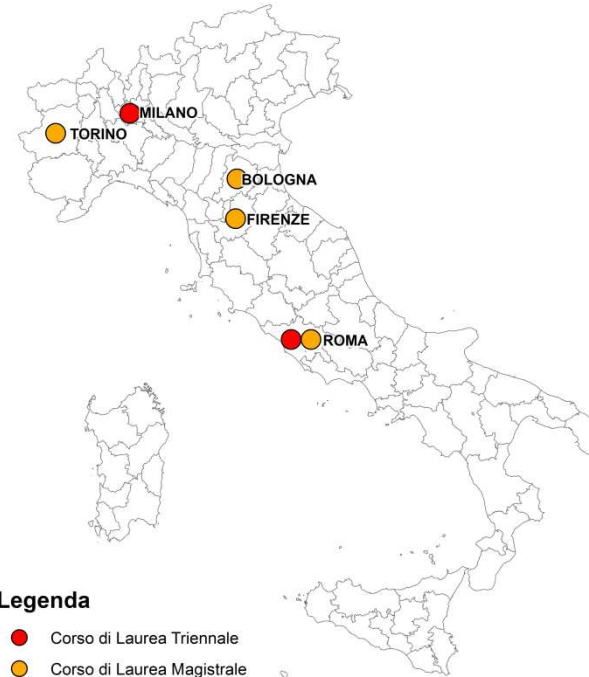 MILANO
TORINO
BOLOGNA
FIRENZE
ROMA
Legenda
Corso di Laurea Triennale
Corso di Laurea Magistrale